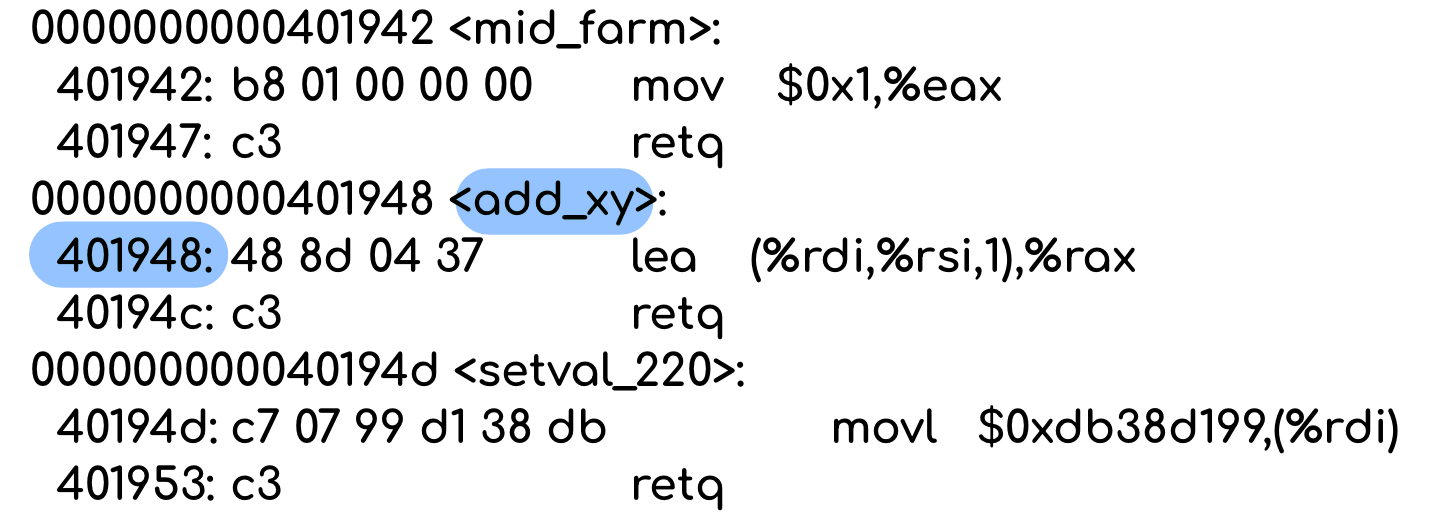 0000000000401942 <mid_farm>:
401942: b8 01 00 00 00 mov $0x1,%eax
401947: c3 retq
0000000000401948 <add_xy>:
401948: 48 8d 04 37 lea (%rdi,%rsi,1),%rax
40194c: c3 retq
000000000040194d <setval_220>:
40194d: c7 07 99 d1 38 db movl $0xdb38d199,(%rdi)
401953: c3 retq